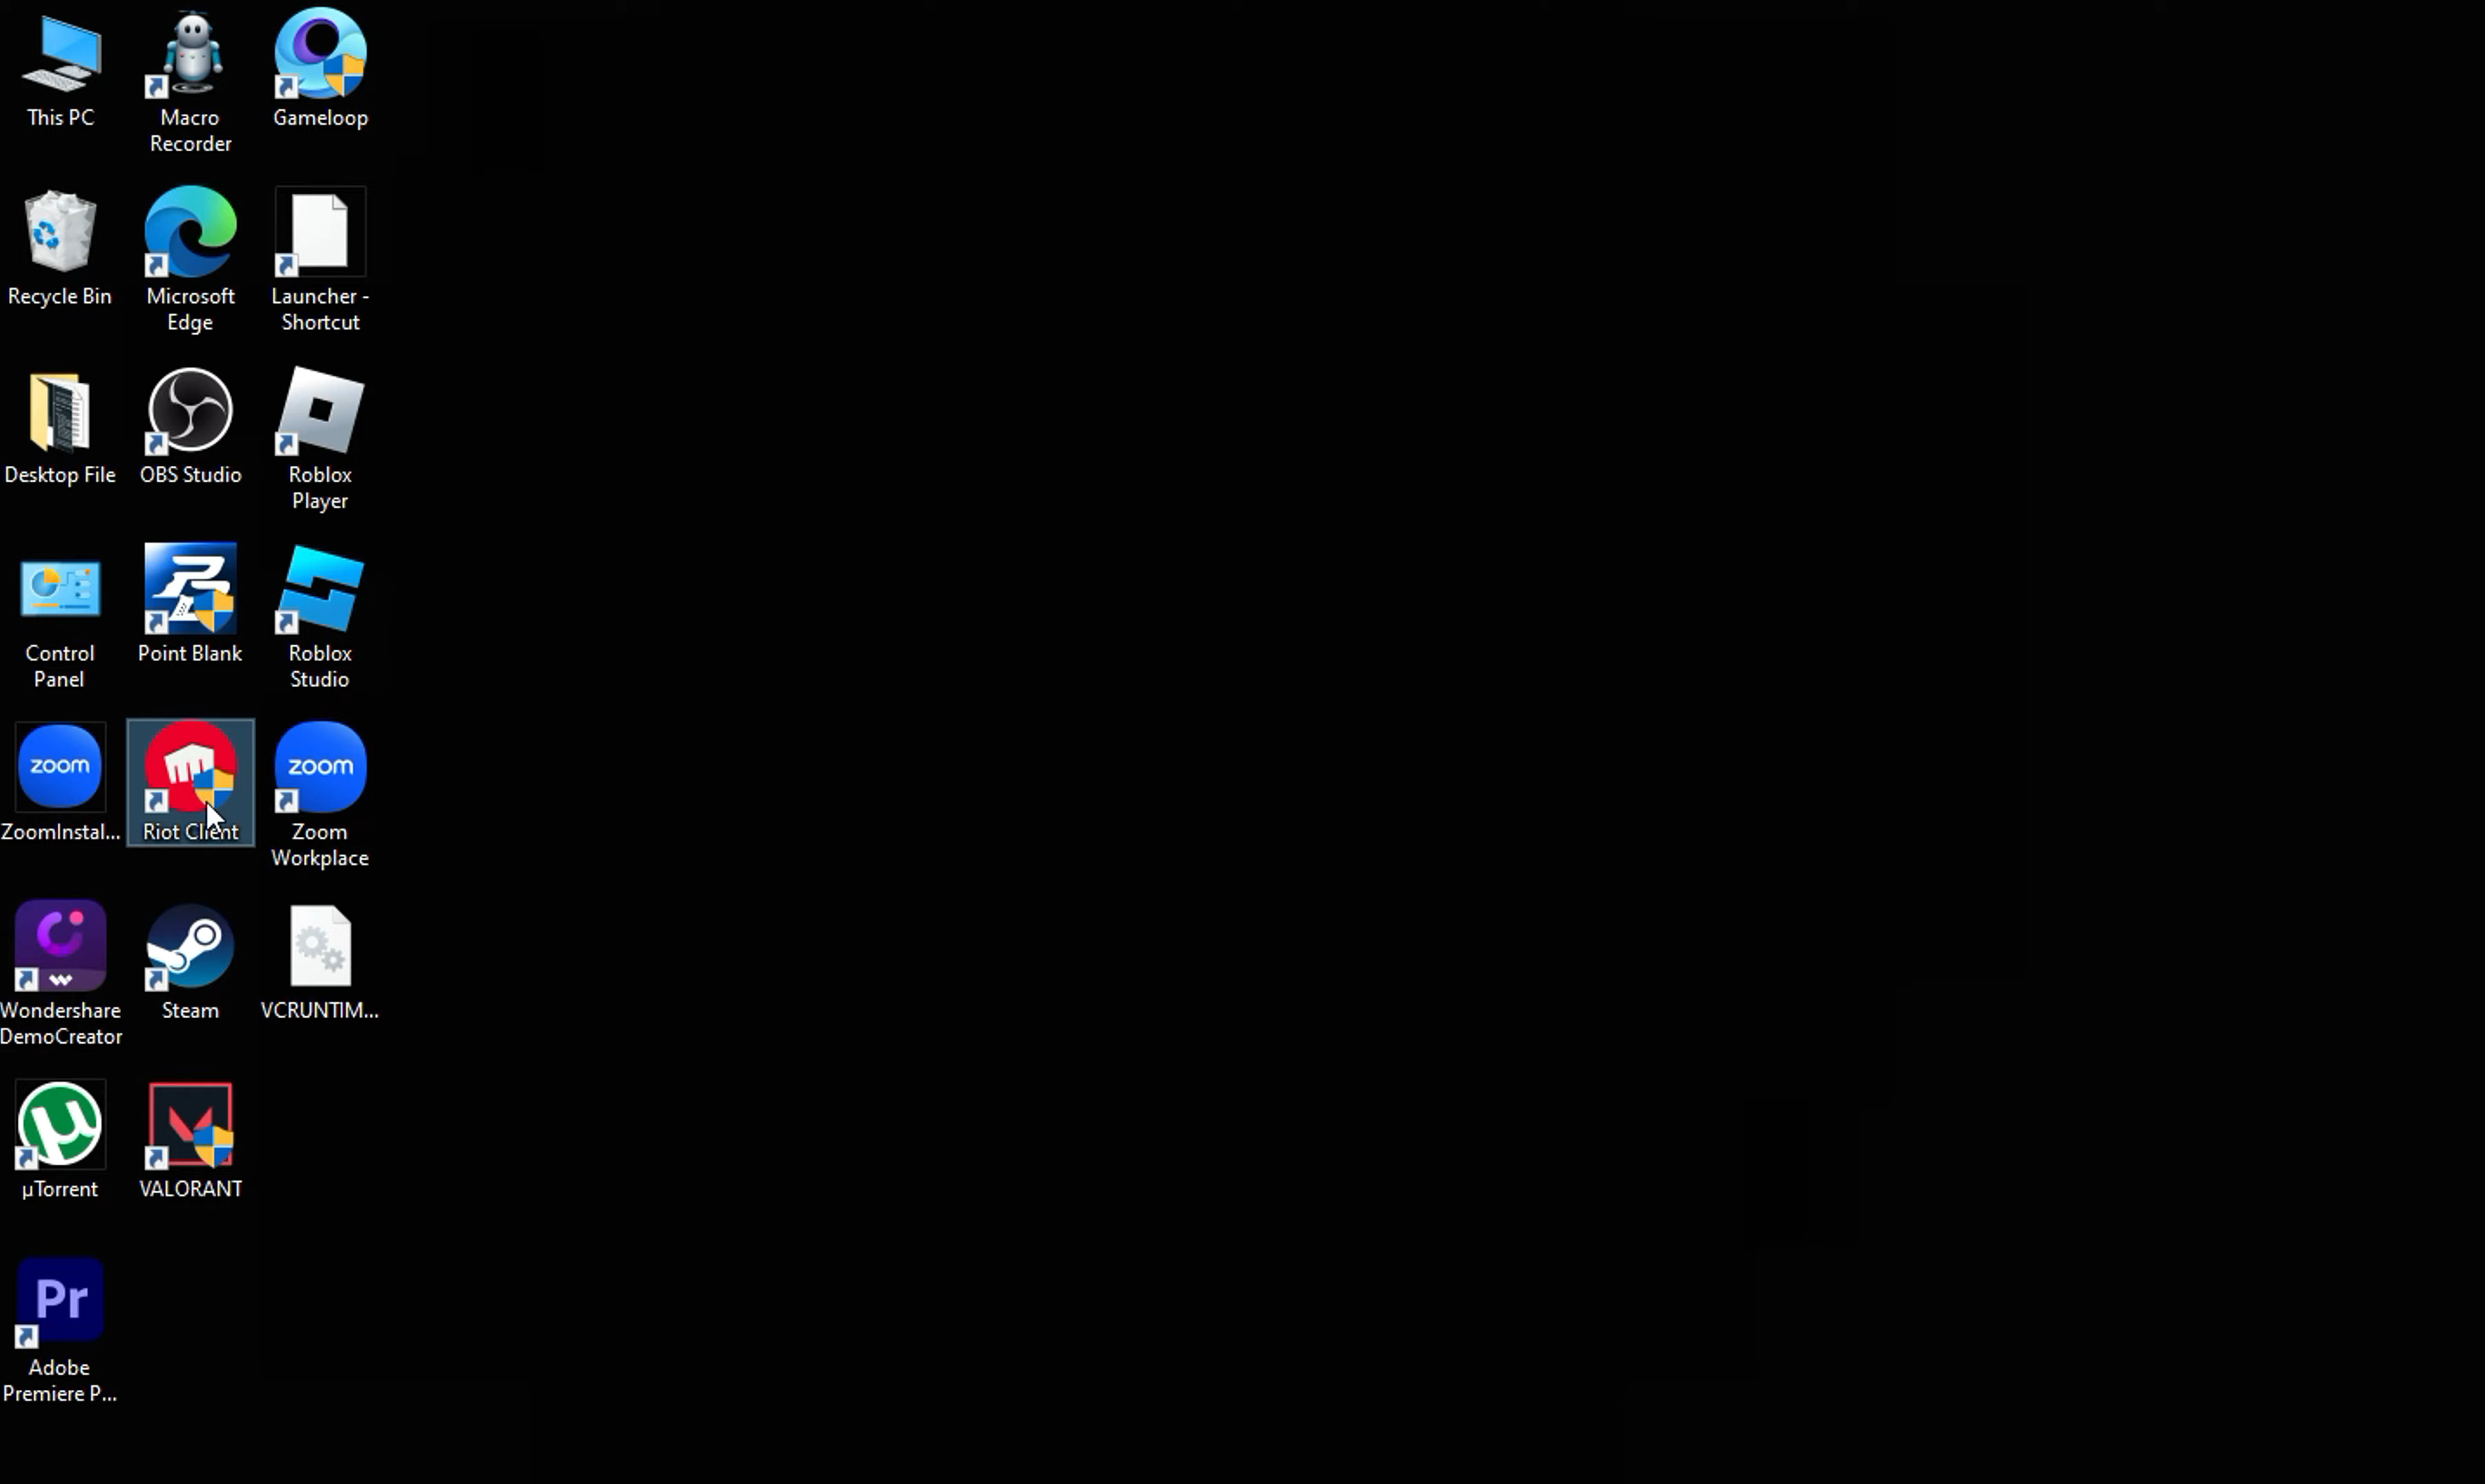 This PC
Macro
Recorder
Gameloop
Recycle Bin
Microsoft
Edge
Launcher -
Shortcut
Desktop File
OBS Studio
Roblox
Player
Control
Panel
Point Blank
Roblox
Studio
zoom
ZoomInstal...
Riot Client
zoom
Zoom
Workplace
Wondershare
DemoCreator
Steam
VCRUNTIM...
µ
µTorrent
VALORANT
Pr
Adobe
Premiere P...